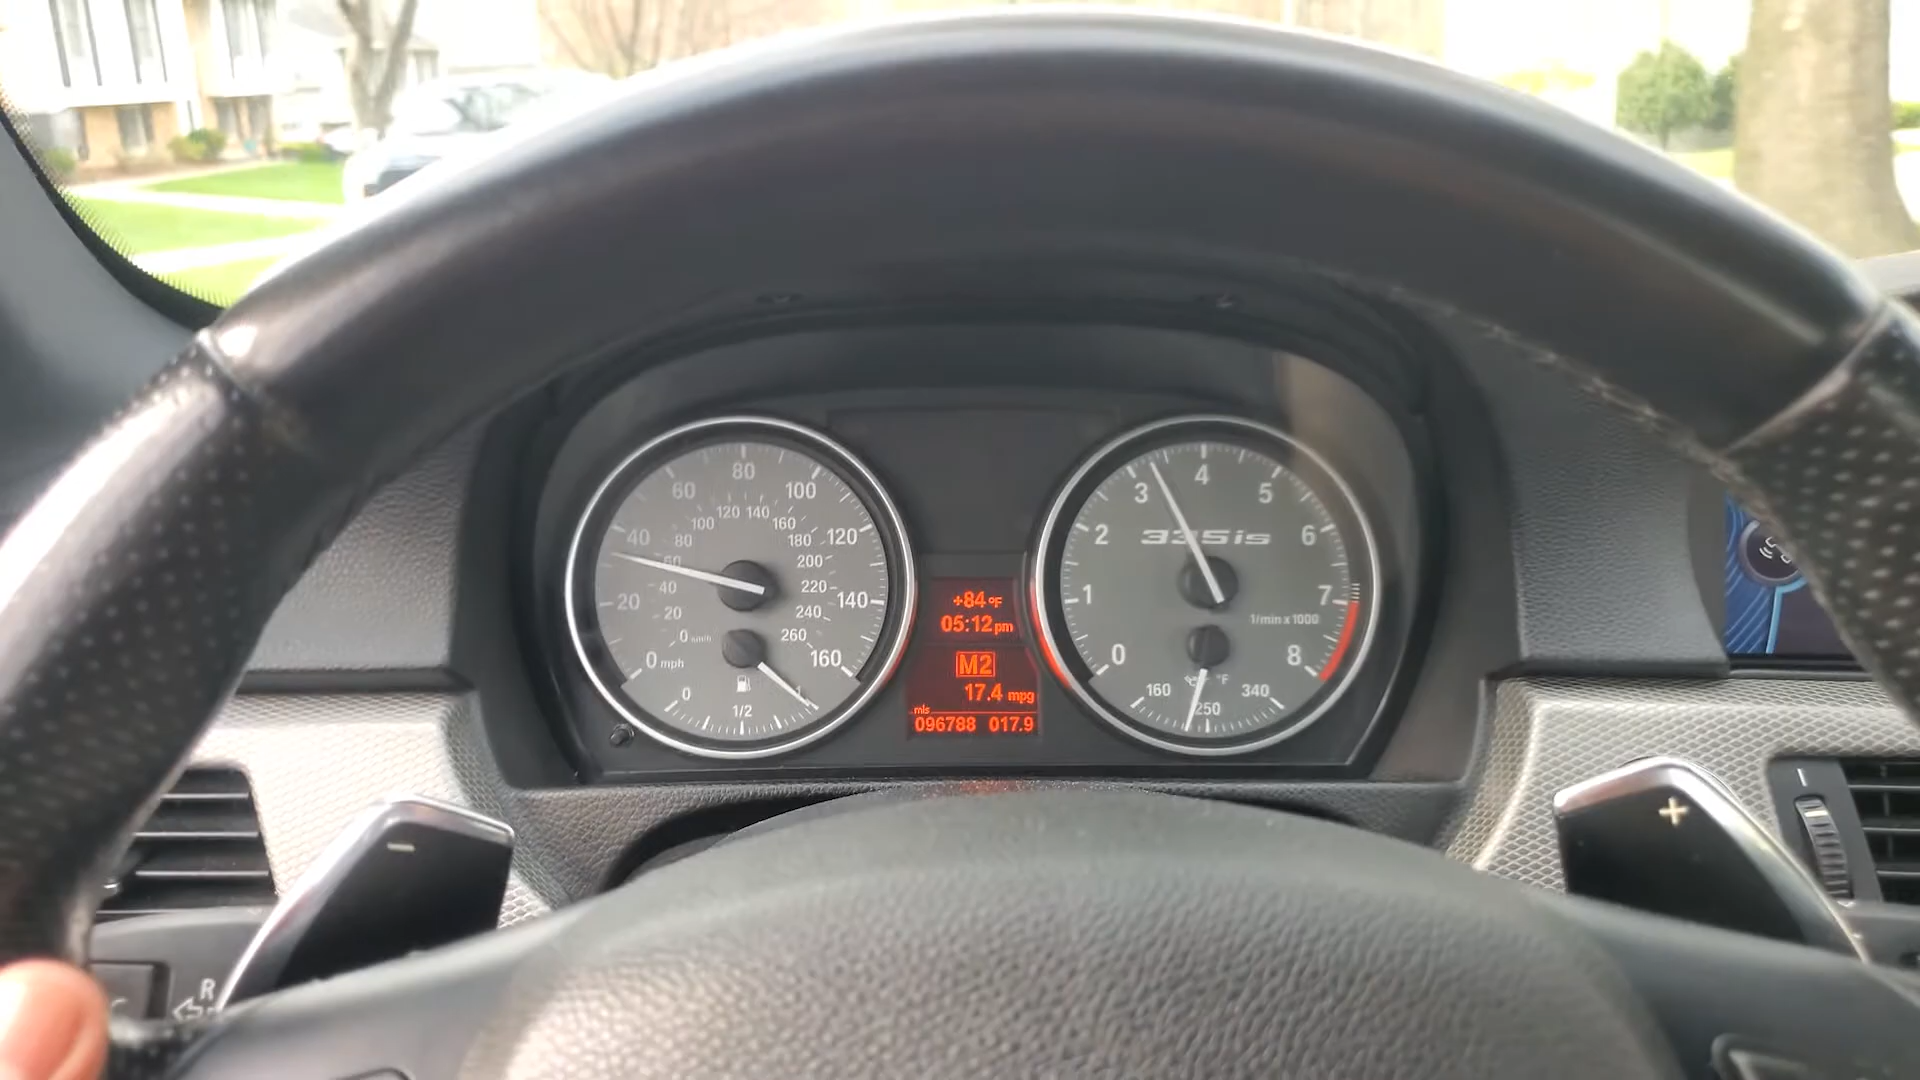 80
60 100
120 140
100 160
40 80 180 120
60 200
40 220
20 20 240 140
0 km/h 260
0 mph 160
0 1
1/2
+84°F
05:12pm
M2
17.4 mpg
mls
096788 017.9
4
3 5
2 335is 6
1 7
1/min x 1000
0 8
°F
160 340
250
-
+
R